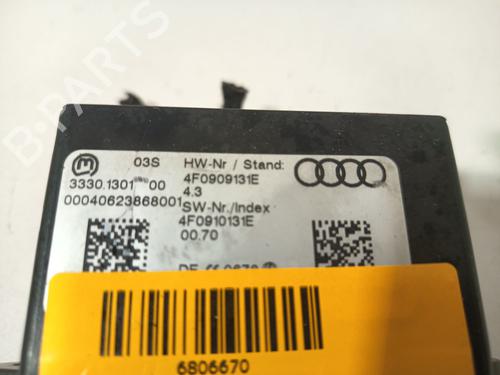 B-PARTS
03S HW-Nr / Stand:
3330.1301 00 4F0909131E
4.3
00040623868001 SW-Nr./Index
4F0910131E
00.70
6806670